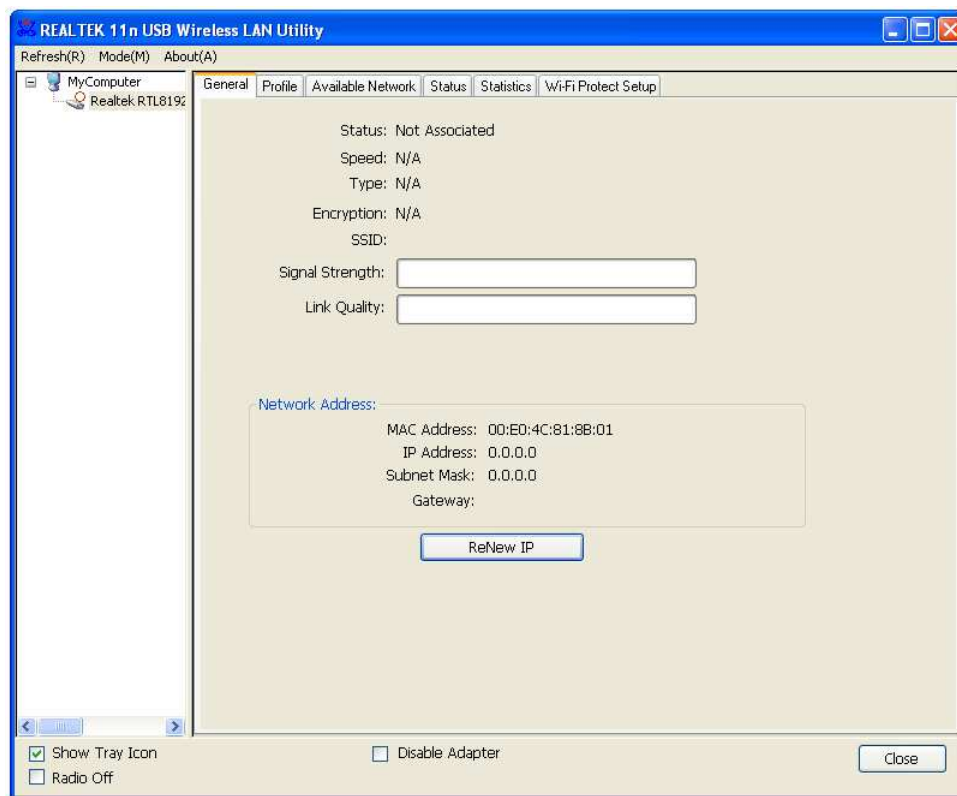 REALTEK 11n USB Wireless LAN Utility
Refresh(R) Mode(M) About(A)
MyComputer
Realtek RTL8192
General Profile Available Network Status Statistics Wi-Fi Protect Setup
Status: Not Associated
Speed: N/A
Type: N/A
Encryption: N/A
SSID:
Signal Strength:
Link Quality:
Network Address:
MAC Address: 00:E0:4C:81:8B:01
IP Address: 0.0.0.0
Subnet Mask: 0.0.0.0
Gateway:
ReNew IP
Show Tray Icon
Radio Off
Disable Adapter
Close